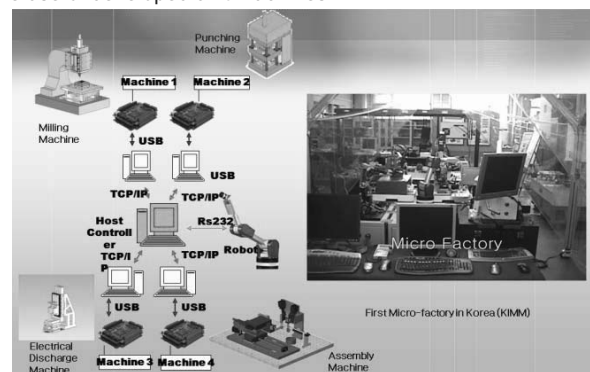 Punching
Machine
Machine 1
Machine 2
Milling
Machine
USB
USB
TCP/IP
TCP/IP
Host
Controll
er
Rs232
Robot
TCP/I
P
TCP/IP
Micro Factory
USB
USB
First Micro-factory in Korea (KIMM)
Electrical
Discharge
Machine
Machine 3
Machine 4
Assembly
Machine